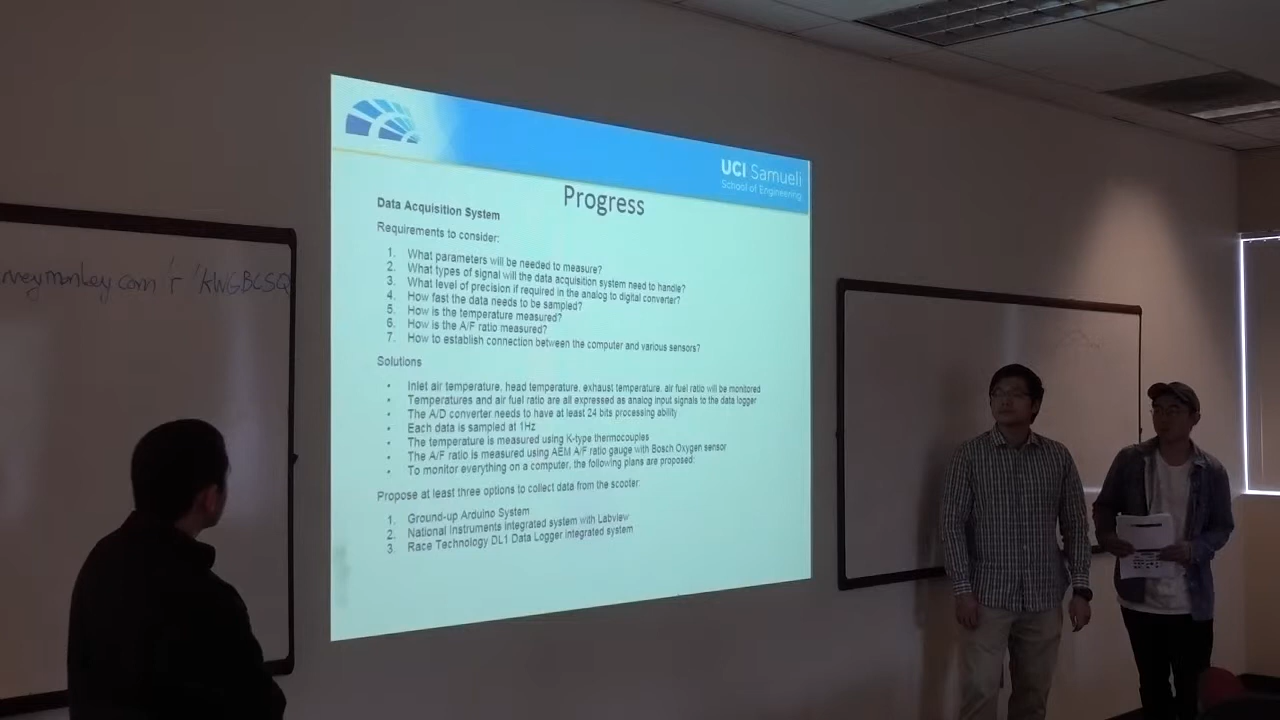 UCI Samueli
School of Engineering
Progress
Data Acquisition System
Requirements to consider:
1. What parameters will be needed to measure?
2. What types of signal will the data acquisition system need to handle?
3. What level of precision if required in the analog to digital converter?
4. How fast the data needs to be sampled?
5. How is the temperature measured?
6. How is the A/F ratio measured?
7. How to establish connection between the computer and various sensors?
Solutions
• Inlet air temperature, head temperature, exhaust temperature, air fuel ratio will be monitored
• Temperatures and air fuel ratio are all expressed as analog input signals to the data logger
• The A/D converter needs to have at least 24 bits processing ability
• Each data is sampled at 1Hz
• The temperature is measured using K-type thermocouples
• The A/F ratio is measured using AEM A/F ratio gauge with Bosch Oxygen sensor
• To monitor everything on a computer, the following plans are proposed:
Propose at least three options to collect data from the scooter:
1. Ground-up Arduino System
2. National Instruments integrated system with Labview
3. Race Technology DL1 Data Logger integrated system
veymonkey.com